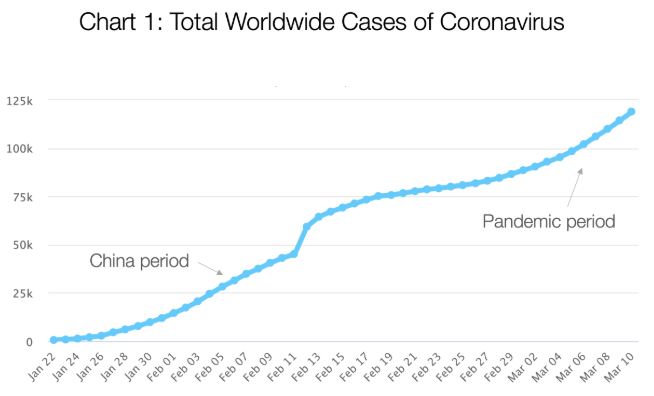 Chart 1: Total Worldwide Cases of Coronavirus
125k
100k
75k
50k
25k
0
China period
Pandemic period
Jan 22
Jan 24
Jan 26
Jan 28
Jan 30
Feb 01
Feb 03
Feb 05
Feb 07
Feb 09
Feb 11
Feb 13
Feb 15
Feb 17
Feb 19
Feb 21
Feb 23
Feb 25
Feb 27
Feb 29
Mar 02
Mar 04
Mar 06
Mar 08
Mar 10